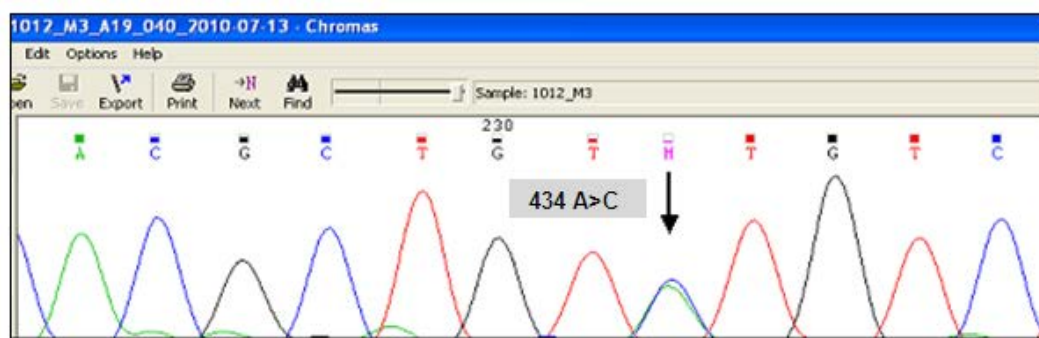 1012_M3_A19_040_2010-07-13 - Chromas
Edit Options Help
pen Save Export Print Next Find Sample: 1012_M3
230
A C G C T G T M T G T C
434 A>C